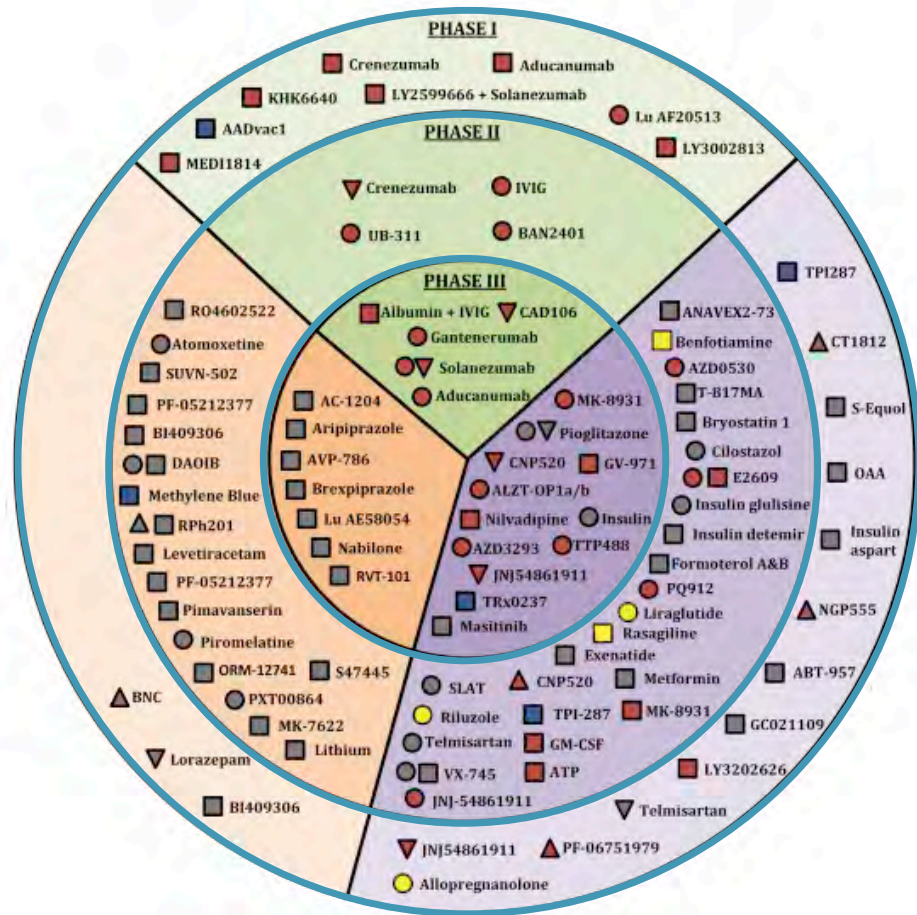 PHASE I
Crenezumab
Aducanumab
KHK6640
LY2599666 + Solanezumab
Lu AF20513
AADvac1
LY3002813
MEDI1814
PHASE II
Crenezumab
IVIG
UB-311
BAN2401
PHASE III
Albumin + IVIG
CAD106
Gantenerumab
Solanezumab
Aducanumab
RO4602522
Atomoxetine
SUVN-502
PF-05212377
BI409306
DAOIB
Methylene Blue
RPh201
Levetiracetam
PF-05212377
Pimavanserin
Piromelatine
ORM-12741
S47445
PXT00864
MK-7622
Lithium
BNC
Lorazepam
BI409306
AC-1204
Aripiprazole
AVP-786
Brexpiprazole
Lu AE58054
Nabilone
RVT-101
MK-8931
Pioglitazone
CNP520
GV-971
ALZT-OP1a/b
Nilvadipine
Insulin
AZD3293
TTP488
JNJ54861911
TRx0237
Masitinib
ANAVEX2-73
Benfotiamine
AZD0530
T-817MA
Bryostatin 1
Cilostazol
E2609
Insulin glulisine
Insulin detemir
Formoterol A&B
PQ912
Liraglutide
Rasagiline
Exenatide
SLAT
CNP520
Metformin
Riluzole
TPI-287
MK-8931
Telmisartan
GM-CSF
VX-745
ATP
JNJ-54861911
TPI287
CT1812
S-Equol
OAA
Insulin
aspart
NGP555
ABT-957
GC021109
LY3202626
Telmisartan
JNJ54861911
PF-06751979
Allopregnanolone